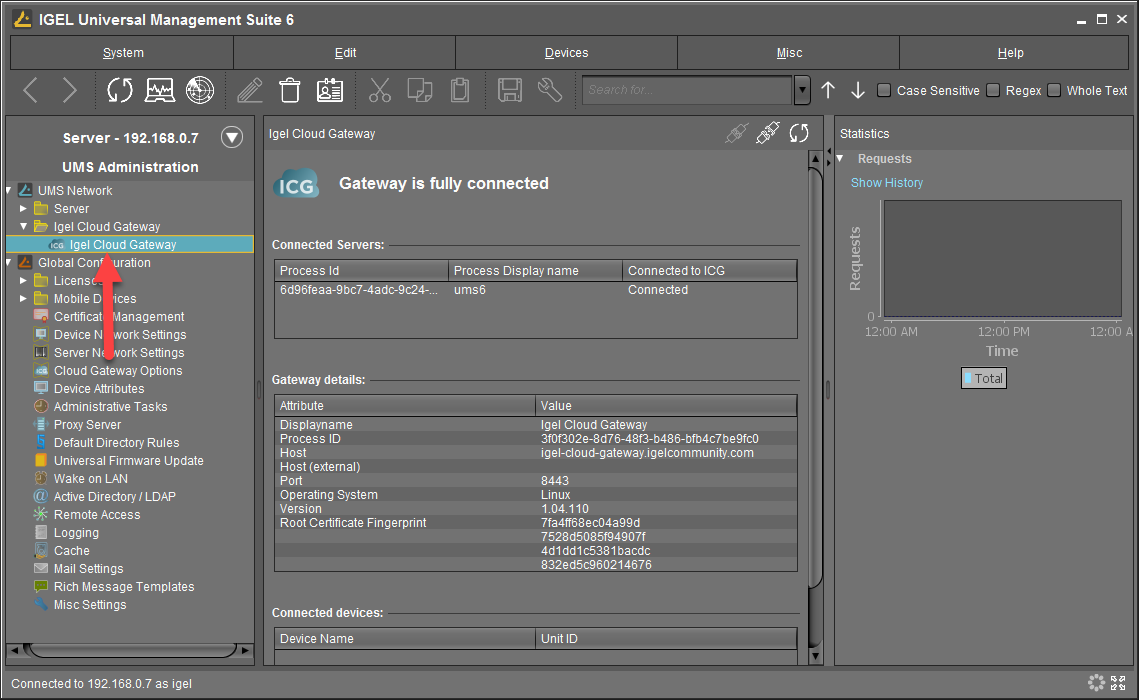 IGEL Universal Management Suite 6
System Edit Devices Misc Help
Search for... Case Sensitive Regex Whole Text
Server - 192.168.0.7
UMS Administration
UMS Network
Server
Igel Cloud Gateway
ICG Igel Cloud Gateway
Global Configuration
Licenses
Mobile Devices
Certificate Management
Device Network Settings
Server Network Settings
Cloud Gateway Options
Device Attributes
Administrative Tasks
Proxy Server
Default Directory Rules
Universal Firmware Update
Wake on LAN
Active Directory / LDAP
Remote Access
Logging
Cache
Mail Settings
Rich Message Templates
Misc Settings
Igel Cloud Gateway
ICG Gateway is fully connected
Connected Servers:
Process Id Process Display name Connected to ICG
6d96feaa-9bc7-4adc-9c24-... ums6 Connected
Gateway details:
Attribute Value
Displayname Igel Cloud Gateway
Process ID 3f0f302e-8d76-48f3-b486-bfb4c7be9fc0
Host igel-cloud-gateway.igelcommunity.com
Host (external)
Port 8443
Operating System Linux
Version 1.04.110
Root Certificate Fingerprint 7fa4ff68ec04a99d
7528d5085f94907f
4d1dd1c5381bacdc
832ed5c960214676
Connected devices:
Device Name Unit ID
Statistics
Requests
Show History
Requests
0
12:00 AM 12:00 PM 12:00 A
Time
Total
Connected to 192.168.0.7 as igel